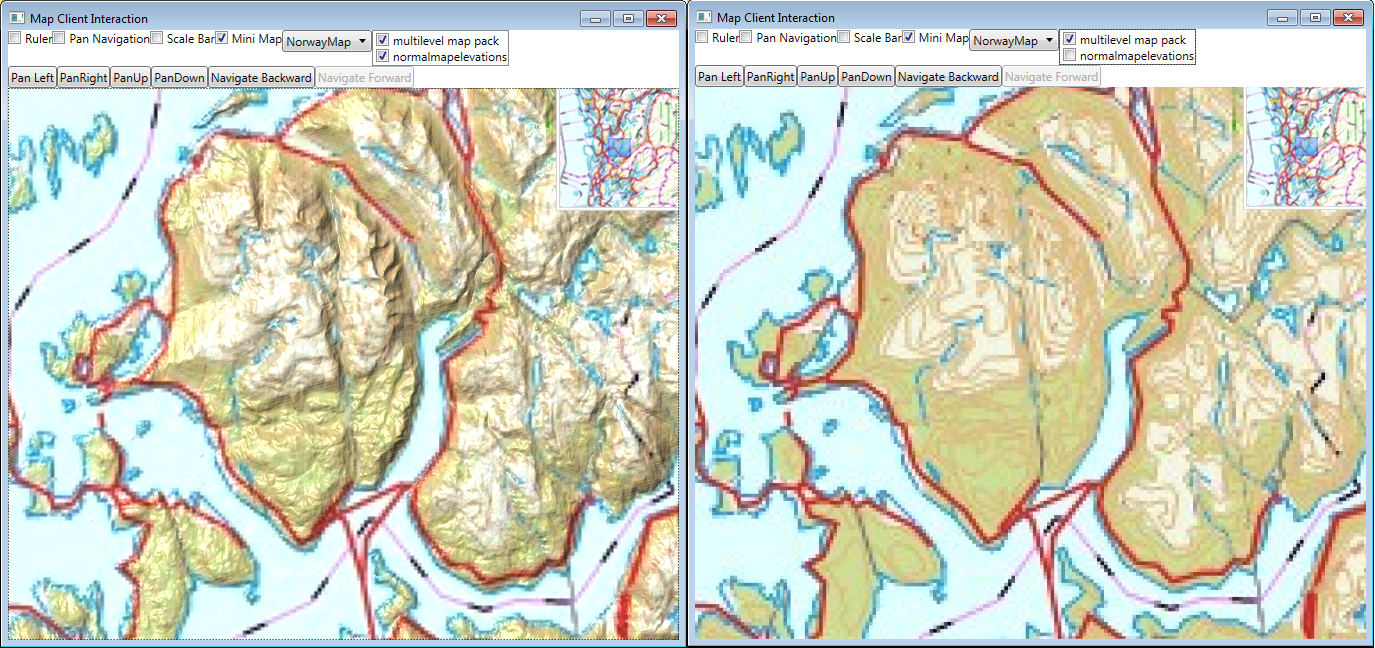 Map Client Interaction
Ruler Pan Navigation Scale Bar Mini Map NorwayMap multilevel map pack
normalmapelevations
Pan Left PanRight PanUp PanDown Navigate Backward Navigate Forward
Map Client Interaction
Ruler Pan Navigation Scale Bar Mini Map NorwayMap multilevel map pack
normalmapelevations
Pan Left PanRight PanUp PanDown Navigate Backward Navigate Forward